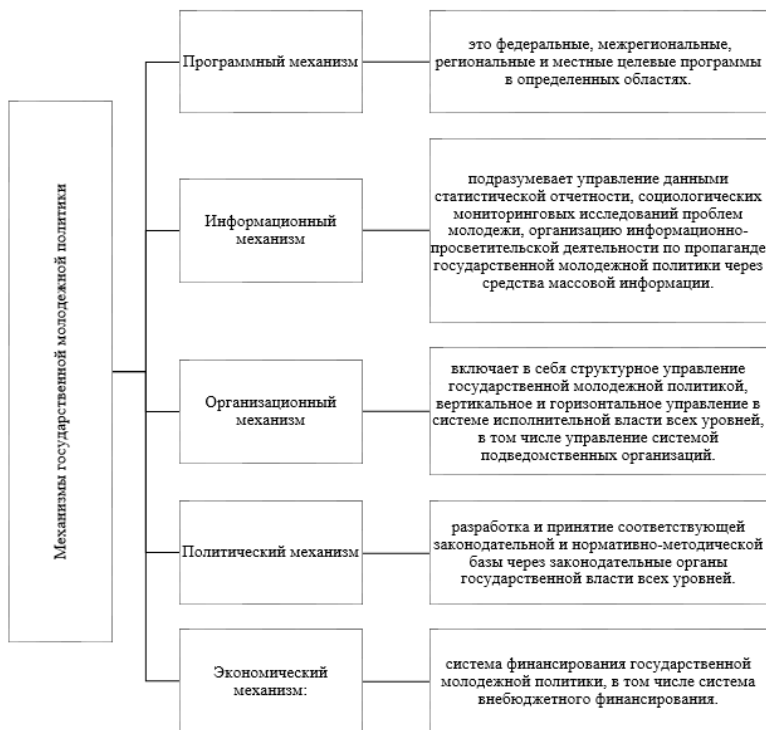 Механизмы государственной молодежной политики
Программный механизм
это федеральные, межрегиональные,
региональные и местные целевые программы
в определенных областях.
Информационный
механизм
подразумевает управление данными
статистической отчетности, социологических
мониторинговых исследований проблем
молодежи, организацию информационно-
просветительской деятельности по пропаганде
государственной молодежной политики через
средства массовой информации.
Организационный
механизм
включает в себя структурное управление
государственной молодежной политикой,
вертикальное и горизонтальное управление в
системе исполнительной власти всех уровней,
в том числе управление системой
подведомственных организаций.
Политический механизм
разработка и принятие соответствующей
законодательной и нормативно-методической
базы через законодательные органы
государственной власти всех уровней.
Экономический
механизм:
система финансирования государственной
молодежной политики, в том числе система
внебюджетного финансирования.